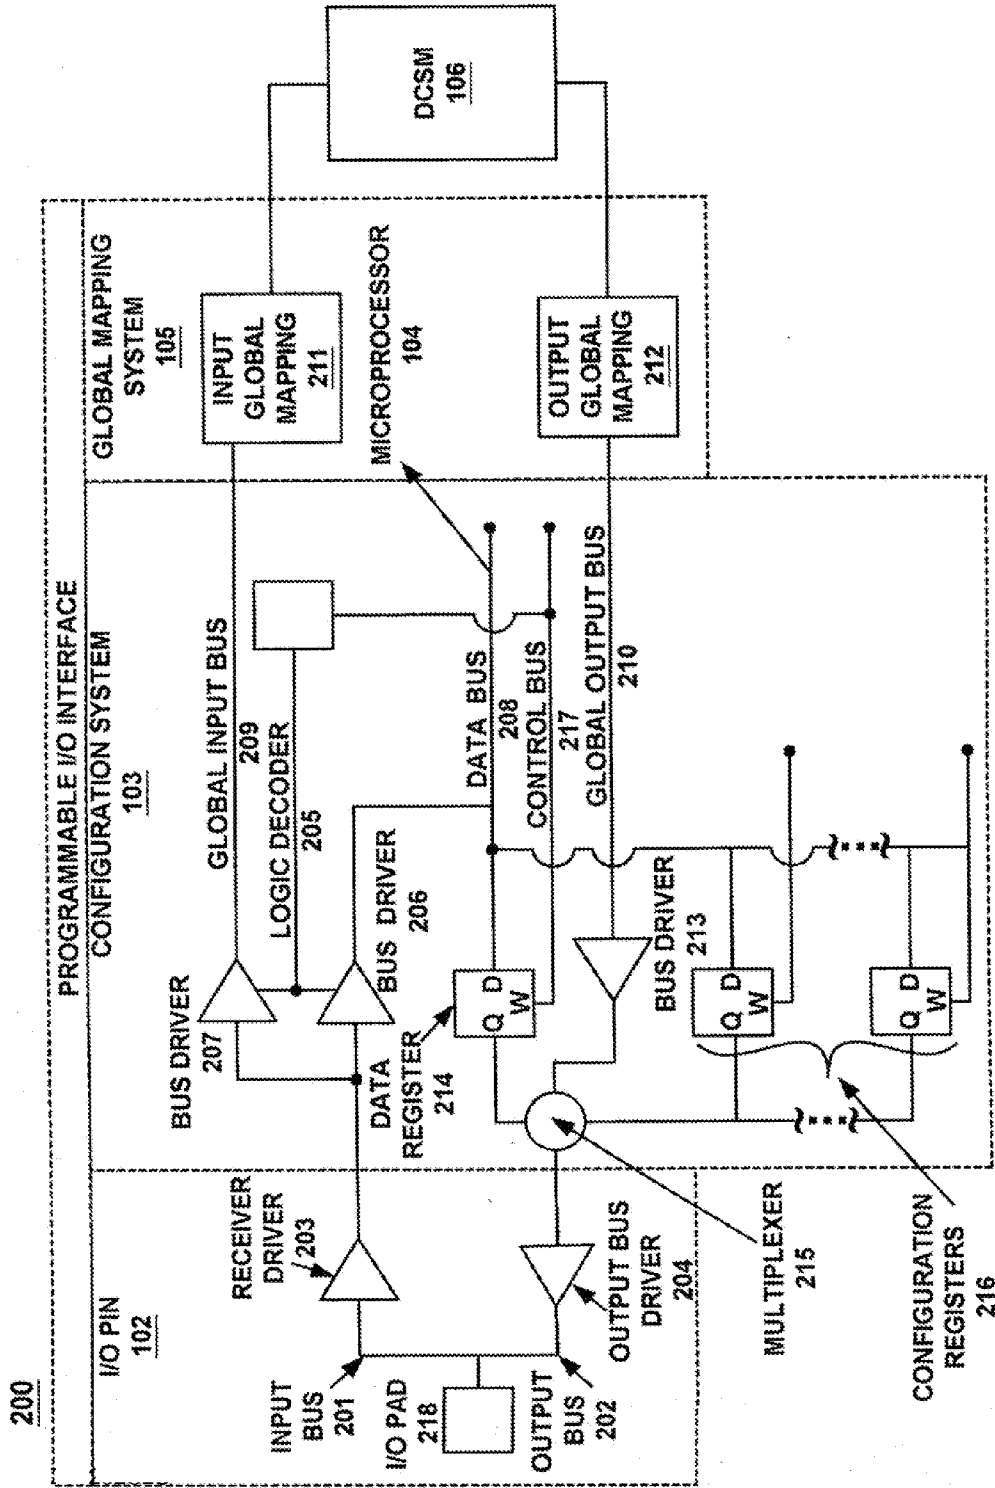 200
PROGRAMMABLE I/O INTERFACE
I/O PIN
102
CONFIGURATION SYSTEM
103
GLOBAL MAPPING
SYSTEM
105
INPUT
BUS
201
I/O PAD
218
OUTPUT
BUS
202
RECEIVER
DRIVER
203
OUTPUT BUS
DRIVER
204
BUS DRIVER
207
GLOBAL INPUT BUS
209
LOGIC DECODER
205
BUS DRIVER
206
DATA
REGISTER
214
Q D
W
DATA BUS
208
CONTROL BUS
217
GLOBAL OUTPUT BUS
210
BUS DRIVER
213
Q D
W
Q D
W
MULTIPLEXER
215
CONFIGURATION
REGISTERS
216
INPUT
GLOBAL
MAPPING
211
MICROPROCESSOR
104
OUTPUT
GLOBAL
MAPPING
212
DCSM
106